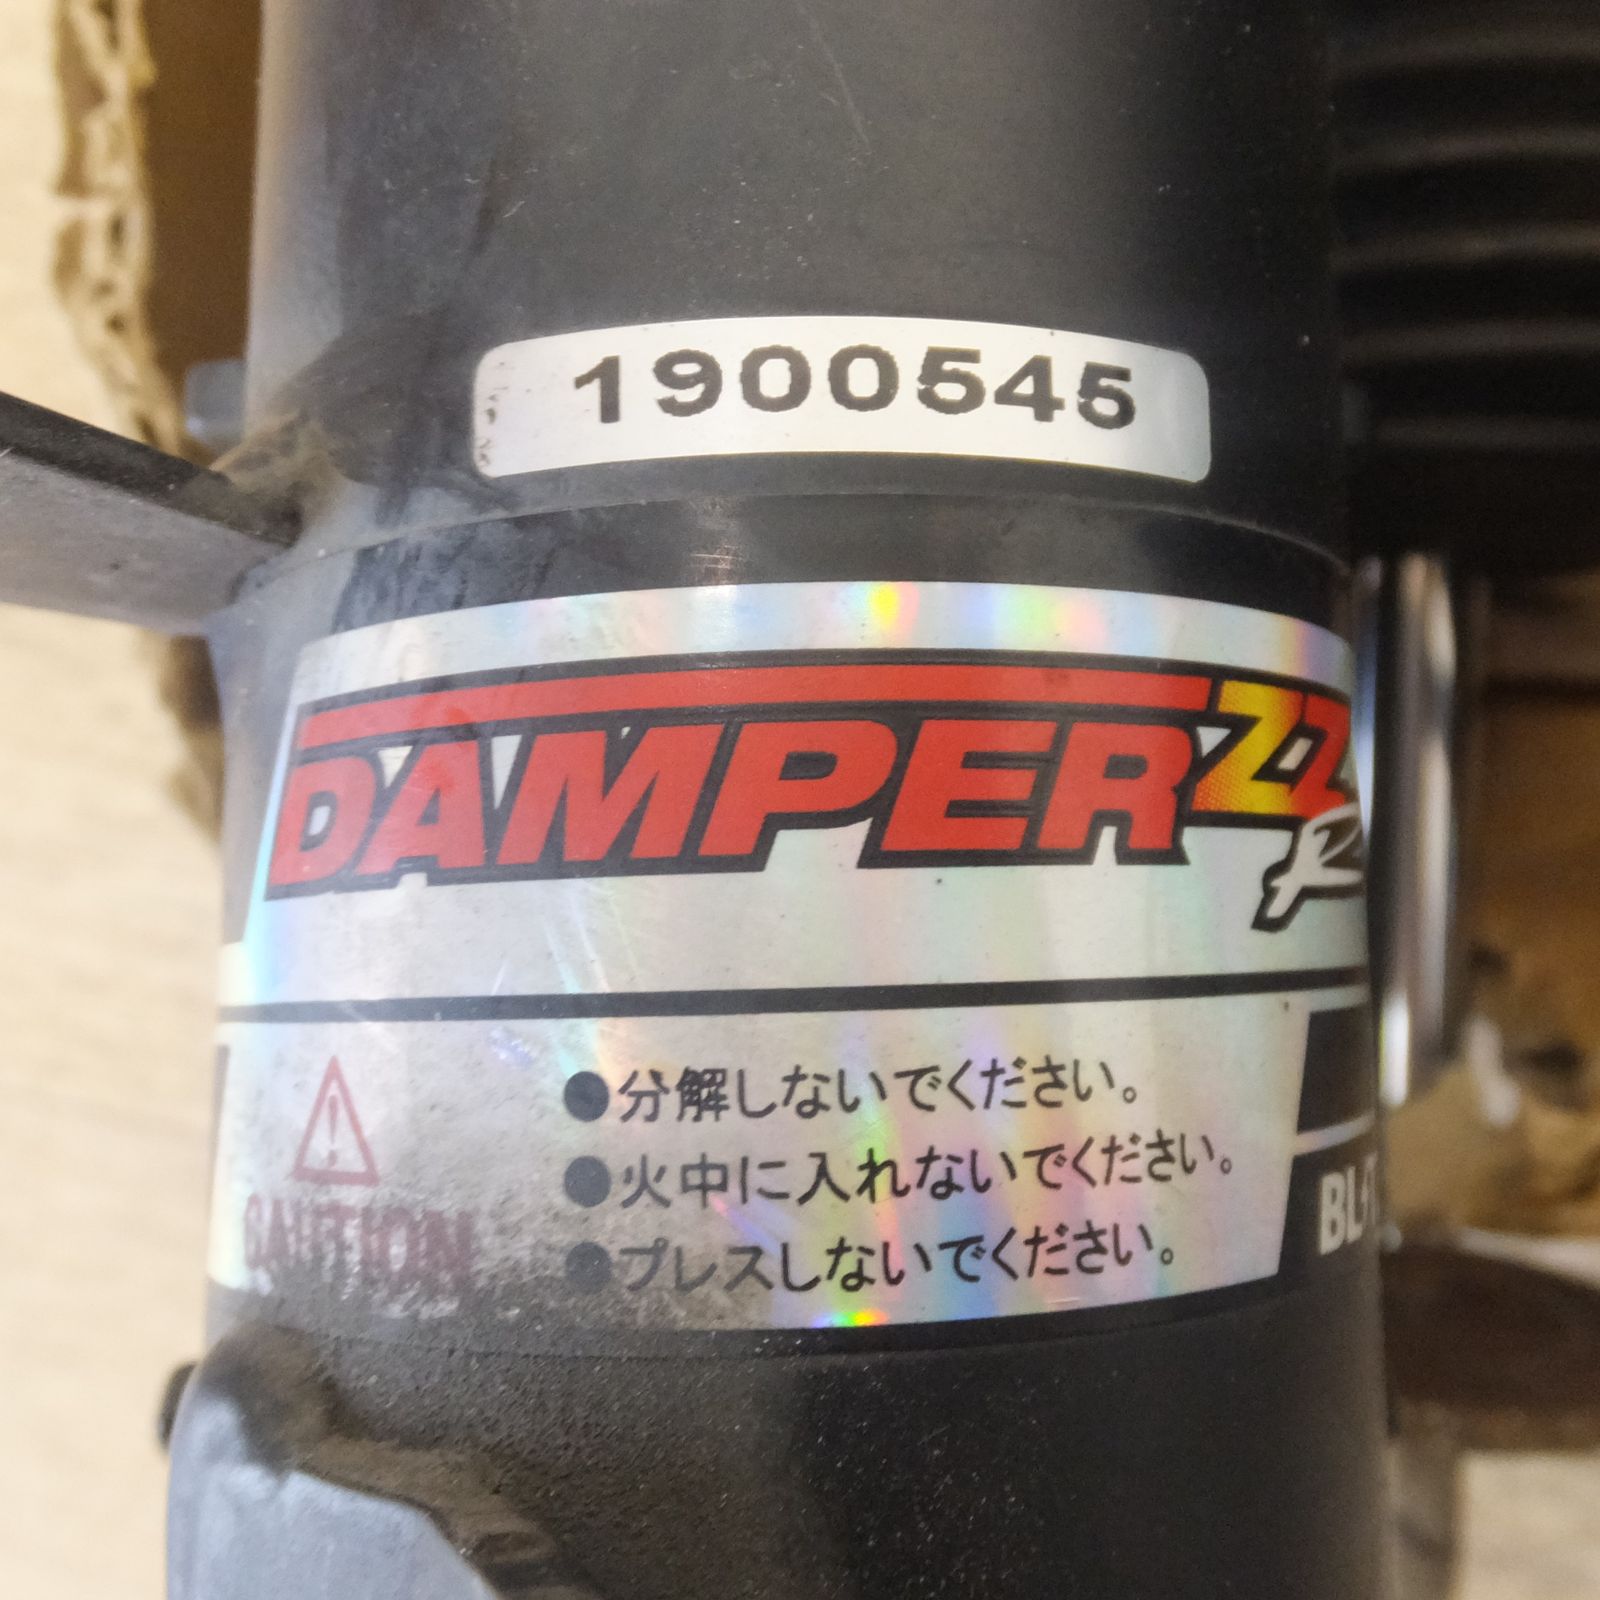 1900545
DAMPER ZZ
R
CAUTION
●分解しないでください。
●火中に入れないでください。
●プレスしないでください。